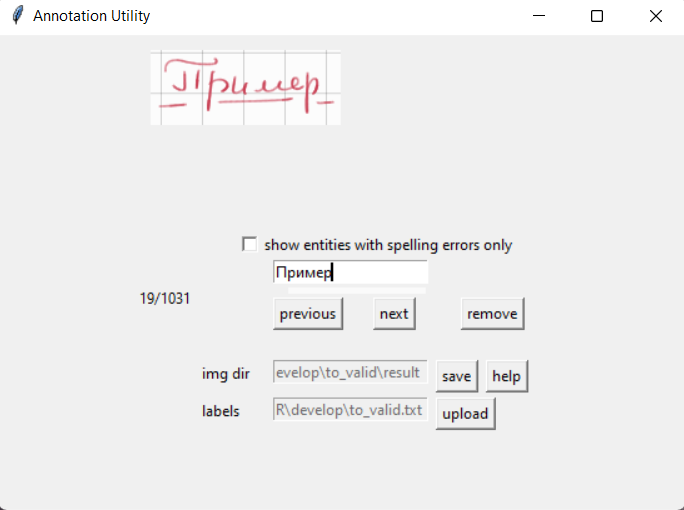 Annotation Utility
Пример
show entities with spelling errors only
Пример
19/1031
previous next remove
img dir evelop\to_valid\result save help
labels R\develop\to_valid.txt upload